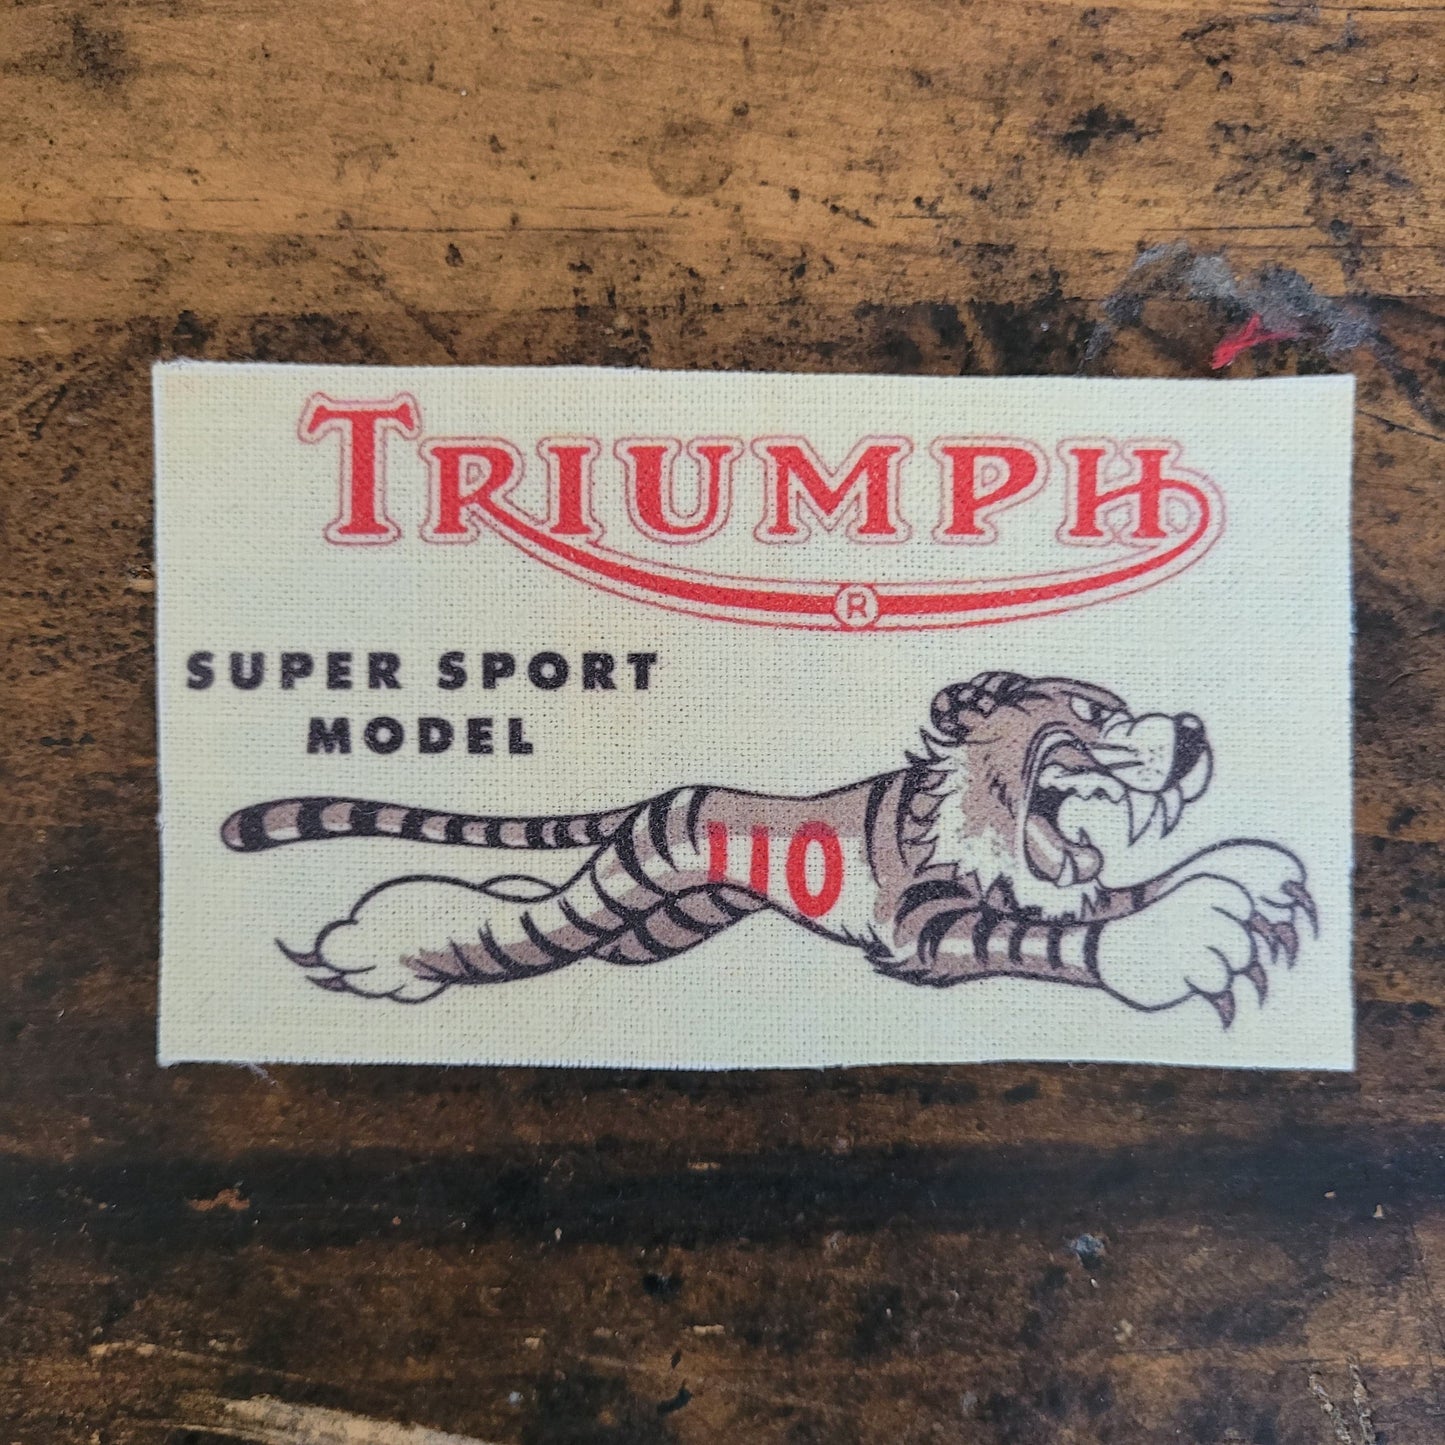 TRIUMPH
R
SUPER SPORT
MODEL
110